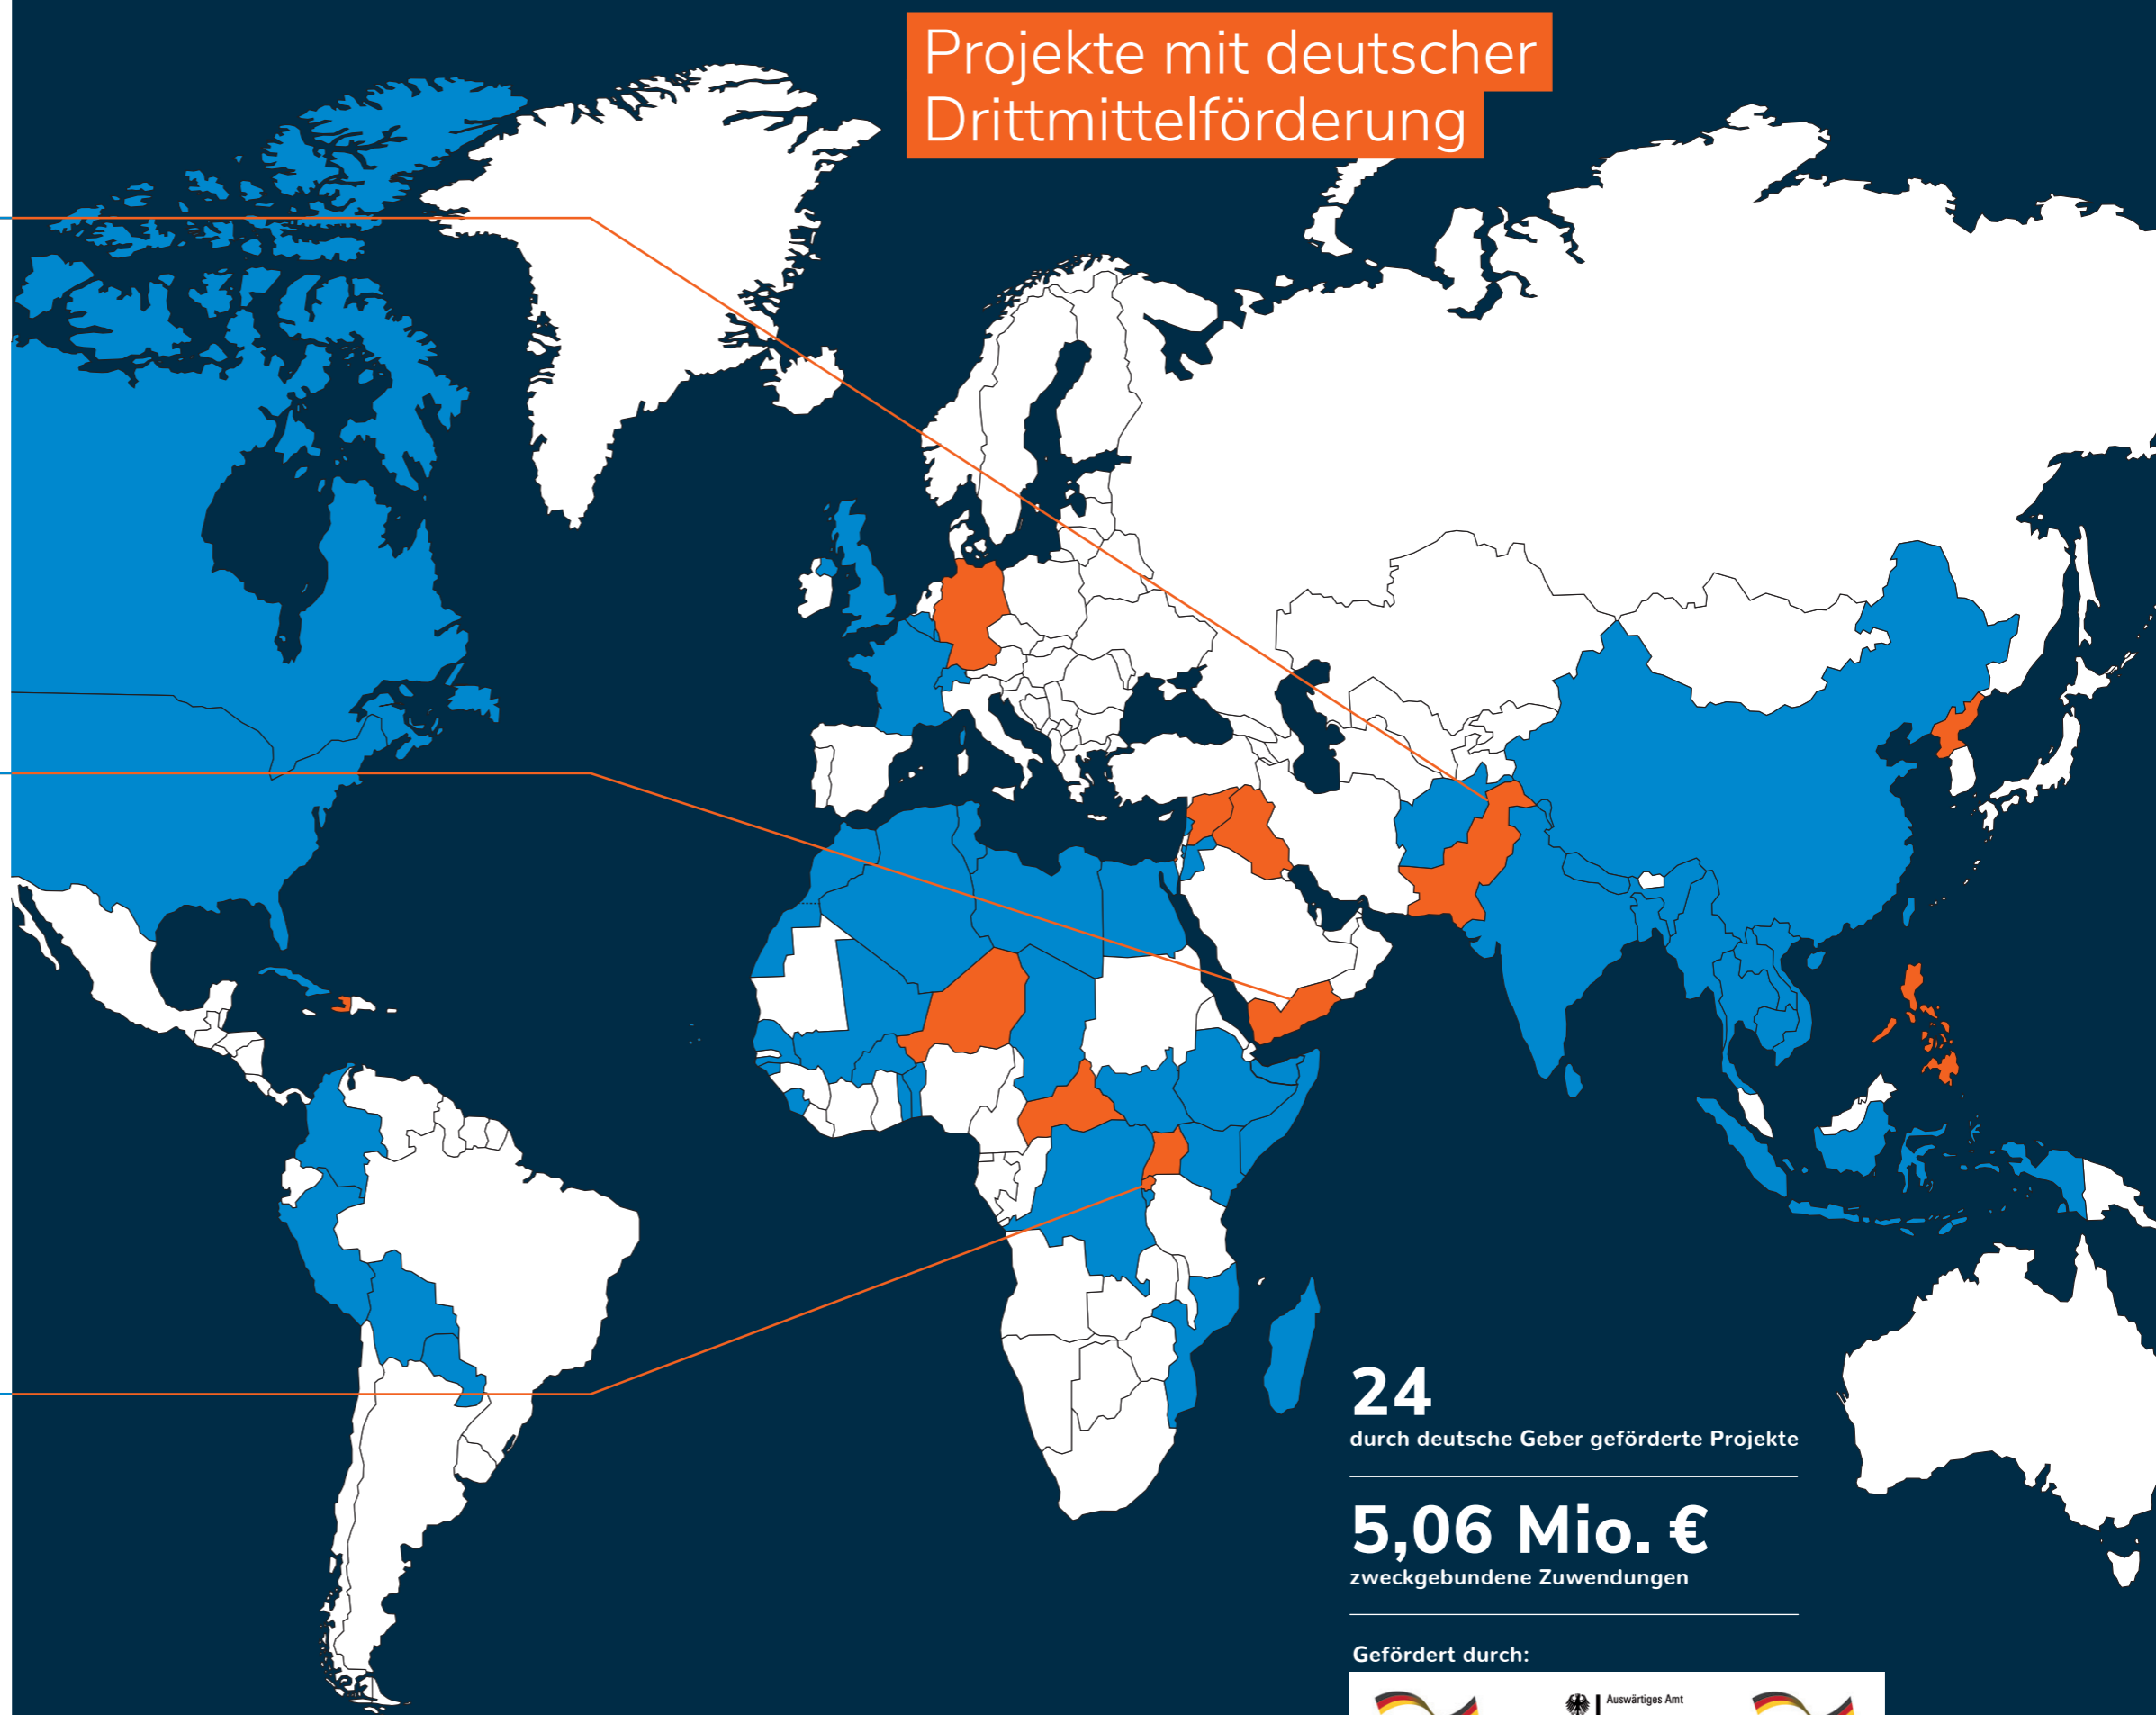 Projekte mit deutscher
Drittmittelförderung
24
durch deutsche Geber geförderte Projekte
5,06 Mio. €
zweckgebundene Zuwendungen
Gefördert durch:
Auswärtiges Amt